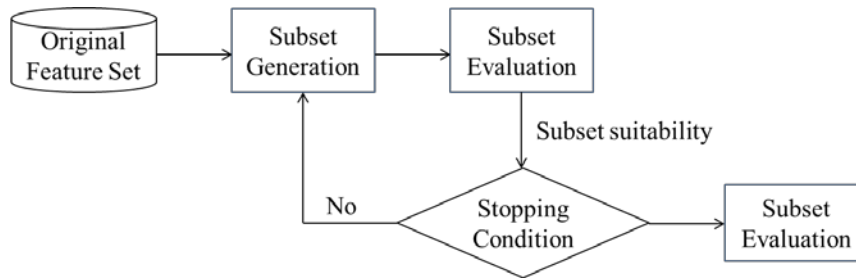 Original
Feature Set
Subset
Generation
Subset
Evaluation
Subset suitability
No
Stopping
Condition
Subset
Evaluation